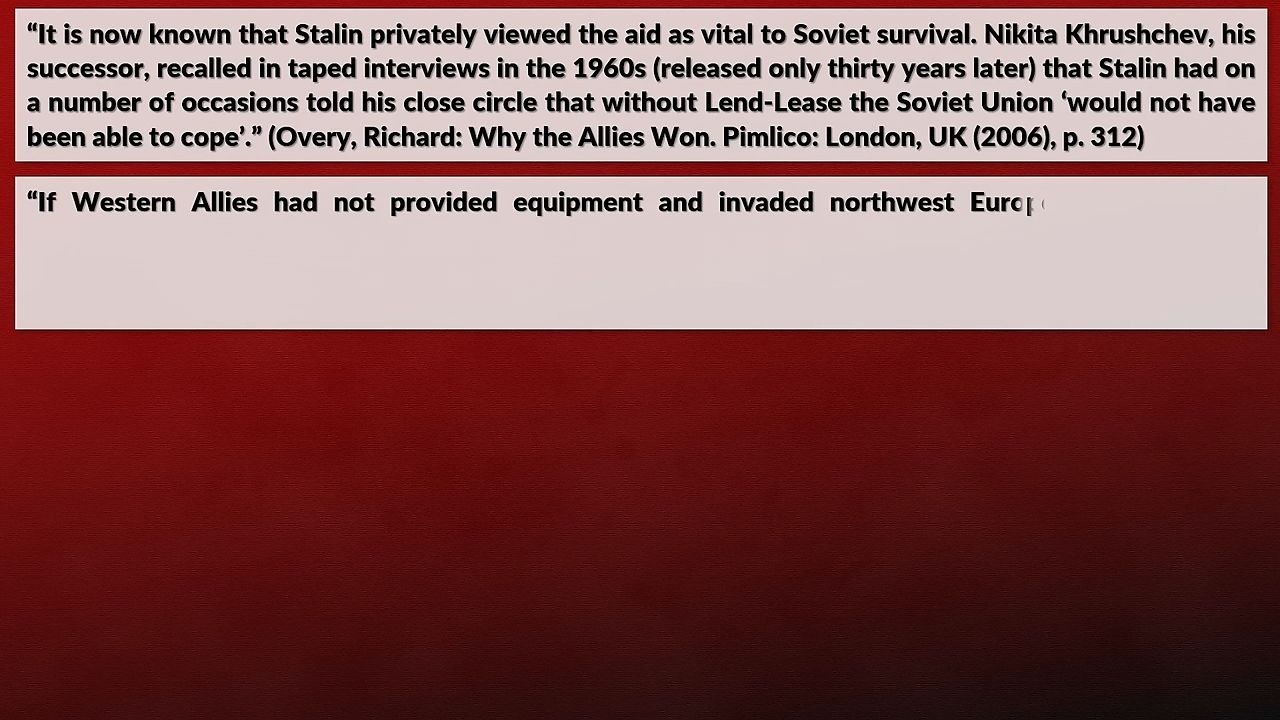 “It is now known that Stalin privately viewed the aid as vital to Soviet survival. Nikita Khrushchev, his
successor, recalled in taped interviews in the 1960s (released only thirty years later) that Stalin had on
a number of occasions told his close circle that without Lend-Lease the Soviet Union ‘would not have
been able to cope’.” (Overy, Richard: Why the Allies Won. Pimlico: London, UK (2006), p. 312)
“If Western Allies had not provided equipment and invaded northwest